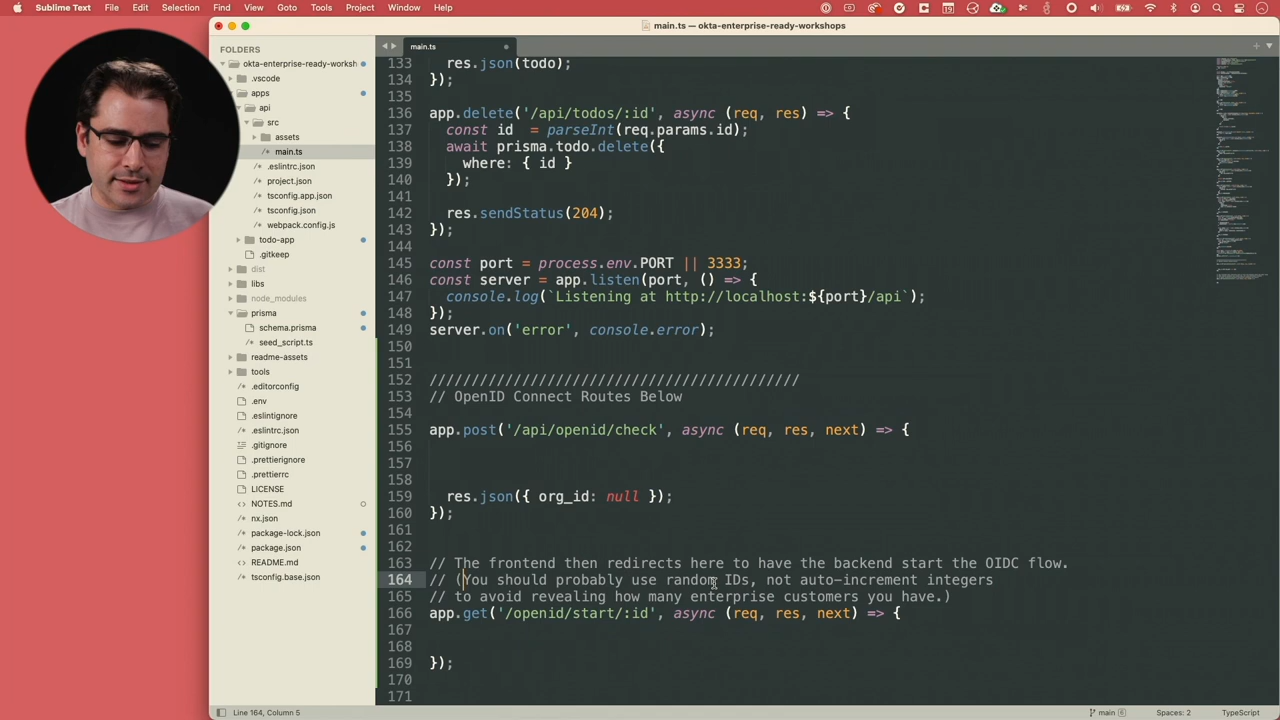 Sublime Text File Edit Selection Find View Goto Tools Project Window Help
main.ts — okta-enterprise-ready-workshops
FOLDERS
okta-enterprise-ready-worksh
.vscode
apps
api
src
assets
/* main.ts
/* .eslintrc.json
/* project.json
/* tsconfig.app.json
/* tsconfig.json
/* webpack.config.js
todo-app
.gitkeep
dist
libs
node_modules
prisma
/* schema.prisma
/* seed_script.ts
readme-assets
tools
.editorconfig
.env
.eslintignore
/* .eslintrc.json
.gitignore
.prettierignore
.prettierrc
LICENSE
<> NOTES.md
/* nx.json
/* package-lock.json
/* package.json
<> README.md
/* tsconfig.base.json
main.ts
133 res.json(todo);
134 });
135
136 app.delete('/api/todos/:id', async (req, res) => {
137 const id = parseInt(req.params.id);
138 await prisma.todo.delete({
139 where: { id }
140 });
141
142 res.sendStatus(204);
143 });
144
145 const port = process.env.PORT || 3333;
146 const server = app.listen(port, () => {
147 console.log(`Listening at http://localhost:${port}/api`);
148 });
149 server.on('error', console.error);
150
151
152 ////////////////////////////////////////////
153 // OpenID Connect Routes Below
154
155 app.post('/api/openid/check', async (req, res, next) => {
156
157
158
159 res.json({ org_id: null });
160 });
161
162
163 // The frontend then redirects here to have the backend start the OIDC flow.
164 // (You should probably use random IDs, not auto-increment integers
165 // to avoid revealing how many enterprise customers you have.)
166 app.get('/openid/start/:id', async (req, res, next) => {
167
168
169 });
170
171
Line 164, Column 5
main 6
Spaces: 2
TypeScript